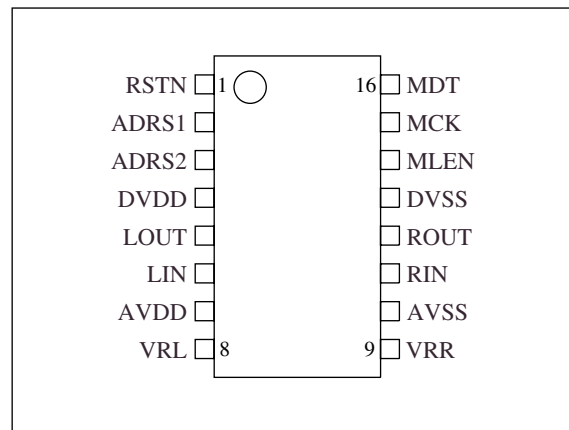 RSTN 1 16 MDT
ADRS1 MCK
ADRS2 MLEN
DVDD DVSS
LOUT ROUT
LIN RIN
AVDD AVSS
VRL 8 9 VRR